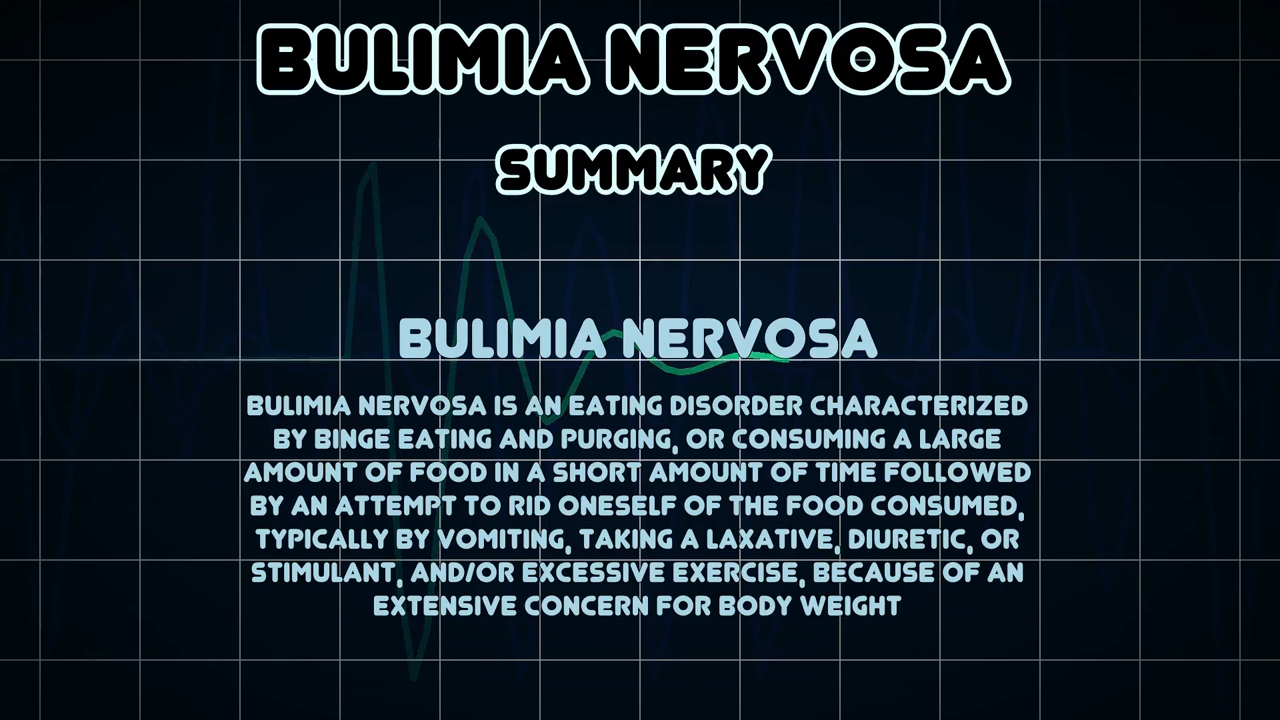 BULIMIA NERVOSA
SUMMARY
BULIMIA NERVOSA
BULIMIA NERVOSA IS AN EATING DISORDER CHARACTERIZED
BY BINGE EATING AND PURGING, OR CONSUMING A LARGE
AMOUNT OF FOOD IN A SHORT AMOUNT OF TIME FOLLOWED
BY AN ATTEMPT TO RID ONESELF OF THE FOOD CONSUMED,
TYPICALLY BY VOMITING, TAKING A LAXATIVE, DIURETIC, OR
STIMULANT, AND/OR EXCESSIVE EXERCISE, BECAUSE OF AN
EXTENSIVE CONCERN FOR BODY WEIGHT